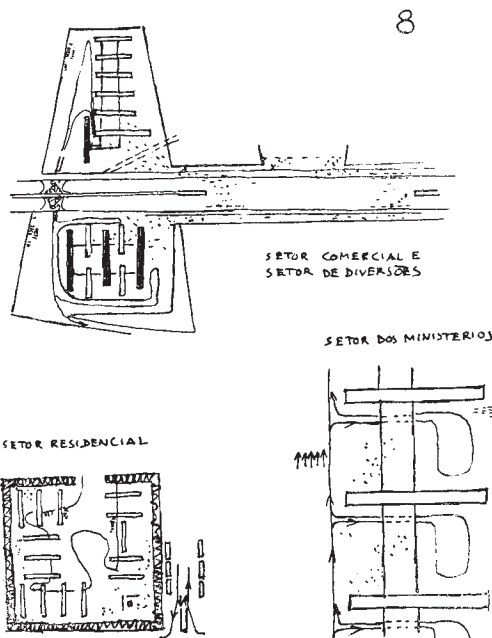 8
SETOR COMERCIAL E
SETOR DE DIVERSÕES
SETOR DOS MINISTERIOS
SETOR RESIDENCIAL